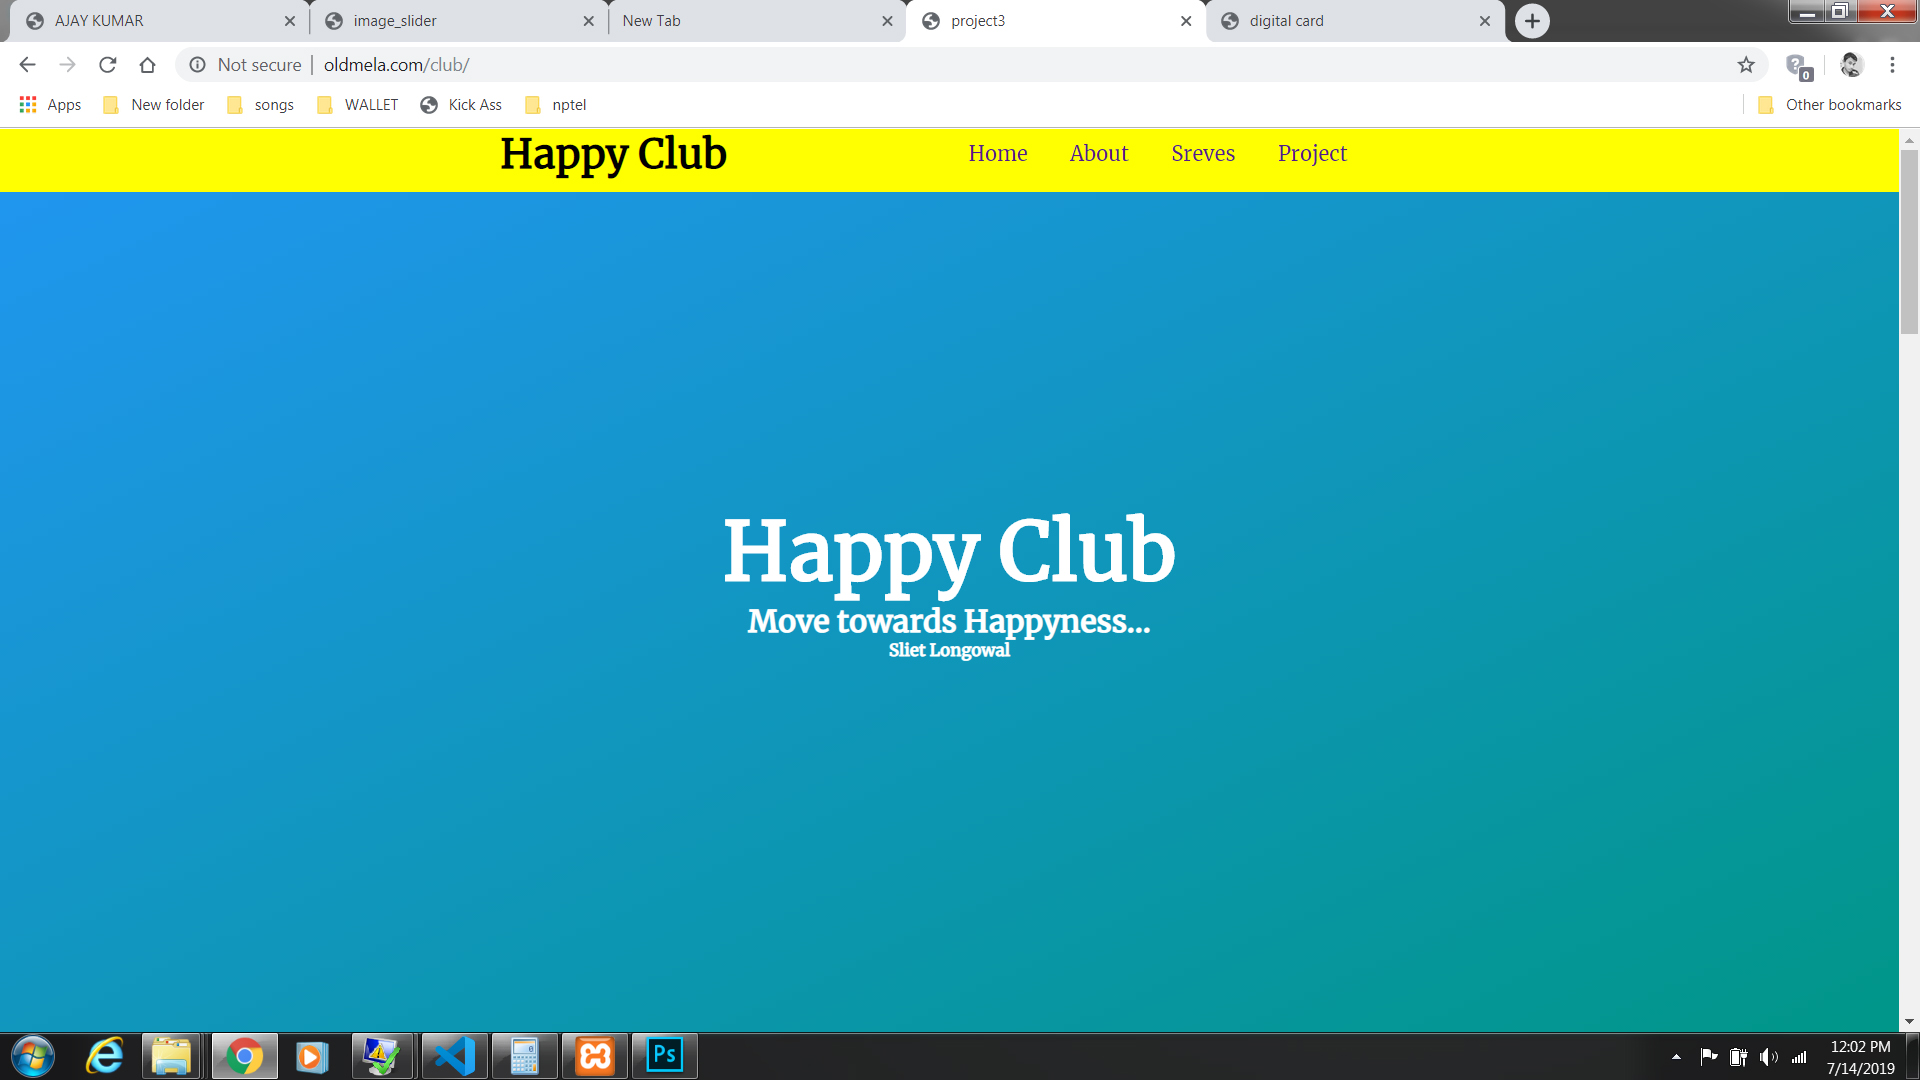 AJAY KUMAR image_slider New Tab project3 digital card
Not secure oldmela.com/club/
Apps New folder songs WALLET Kick Ass nptel Other bookmarks
Happy Club Home About Sreves Project
Happy Club
Move towards Happyness...
Sliet Longowal
Ps
12:02 PM
7/14/2019
0